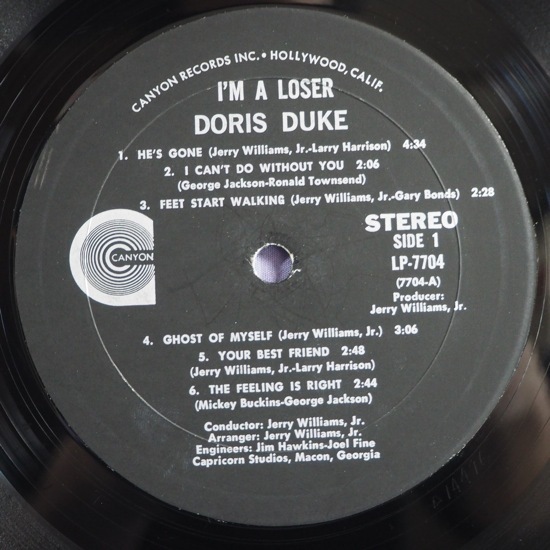 CANYON RECORDS INC. • HOLLYWOOD, CALIF.
I'M A LOSER
DORIS DUKE
1. HE'S GONE (Jerry Williams, Jr.-Larry Harrison) 4:34
2. I CAN'T DO WITHOUT YOU 2:06
(George Jackson-Ronald Townsend)
3. FEET START WALKING (Jerry Williams, Jr.-Gary Bonds) 2:28
STEREO
SIDE 1
LP-7704
(7704-A)
Producer:
Jerry Williams, Jr.
CANYON
4. GHOST OF MYSELF (Jerry Williams, Jr.) 3:06
5. YOUR BEST FRIEND 2:48
(Jerry Williams, Jr.-Larry Harrison)
6. THE FEELING IS RIGHT 2:44
(Mickey Buckins-George Jackson)
Conductor: Jerry Williams, Jr.
Arranger: Jerry Williams, Jr.
Engineers: Jim Hawkins-Joel Fine
Capricorn Studios, Macon, Georgia